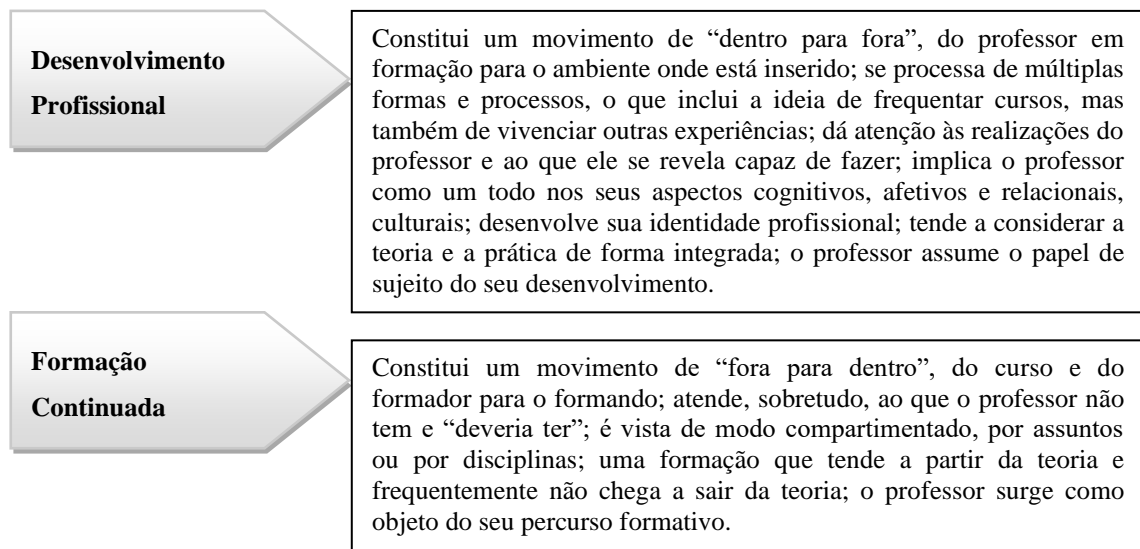 Desenvolvimento
Profissional
Constitui um movimento de “dentro para fora”, do professor em
formação para o ambiente onde está inserido; se processa de múltiplas
formas e processos, o que inclui a ideia de frequentar cursos, mas
também de vivenciar outras experiências; dá atenção às realizações do
professor e ao que ele se revela capaz de fazer; implica o professor
como um todo nos seus aspectos cognitivos, afetivos e relacionais,
culturais; desenvolve sua identidade profissional; tende a considerar a
teoria e a prática de forma integrada; o professor assume o papel de
sujeito do seu desenvolvimento.
Formação
Continuada
Constitui um movimento de “fora para dentro”, do curso e do
formador para o formando; atende, sobretudo, ao que o professor não
tem e “deveria ter”; é vista de modo compartimentado, por assuntos
ou por disciplinas; uma formação que tende a partir da teoria e
frequentemente não chega a sair da teoria; o professor surge como
objeto do seu percurso formativo.